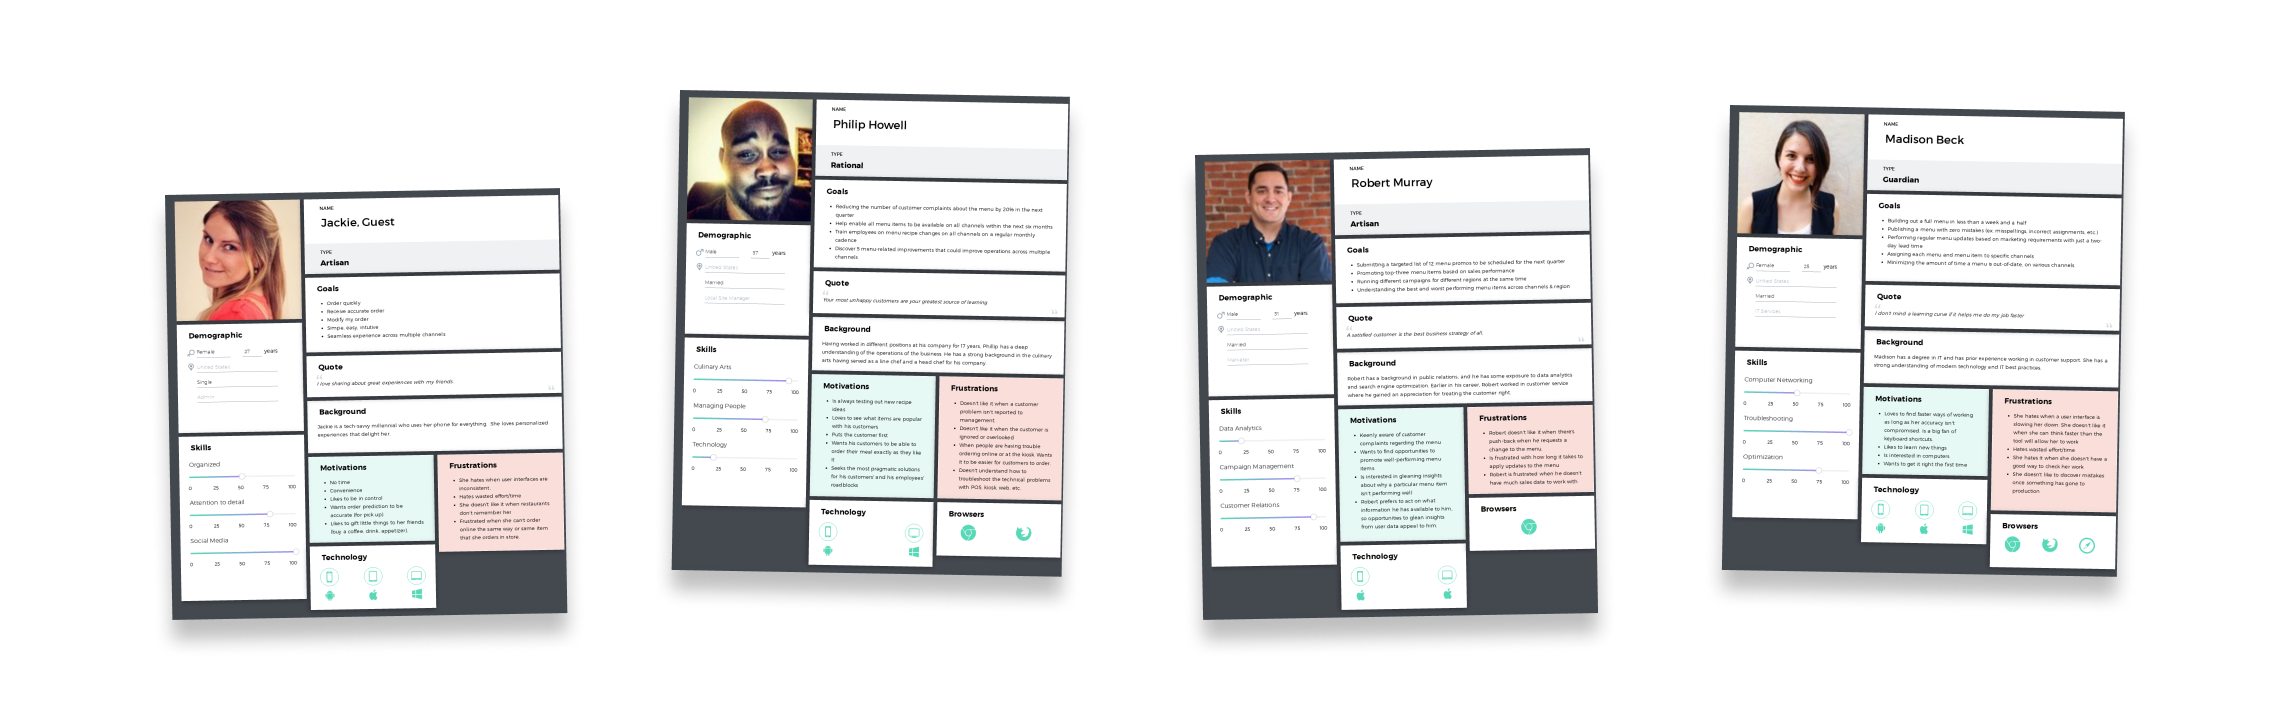 NAME
Jackie, Guest
TYPE
Artisan
Goals
Order quickly
Receive accurate order
Modify my order
Simple, easy, intuitive
Seamless experience across multiple channels
Demographic
Female 27 years
United States
Single
Admin
Quote
I love sharing about great experiences with my friends.
Background
Jackie is a tech savvy millennial who uses her phone for everything. She loves personalized
experiences that delight her.
Skills
Organized
0 25 50 75 100
Attention to detail
0 25 50 75 100
Social Media
0 25 50 75 100
Motivations
No time
Convenience
Likes to be in control
Wants order prediction to be
accurate (for pick up)
Likes to gift little things to her friends
(buy a coffee, drink, appetizer).
Frustrations
She hates when user interfaces are
inconsistent.
Hates wasted effort/time
She doesn't like it when restaurants
don't remember her
Frustrated when she can't order
online the same way or same item
that she orders in store.
Technology
NAME
Philip Howell
TYPE
Rational
Goals
Reducing the number of customer complaints about the menu by 20% in the next
quarter
Help enable all menu items to be available on all channels within the next six months
Train employees on menu recipe changes on all channels on a regular monthly
cadence
Discover 5 menu-related improvements that could improve operations across multiple
channels
Demographic
Male 37 years
United States
Married
Local Site Manager
Quote
Your most unhappy customers are your greatest source of learning
Background
Having worked in different positions at his company for 17 years. Phillip has a deep
understanding of the operations of the business. He has a strong background in the culinary
arts having served as a line chef and a head chef for his company.
Skills
Culinary Arts
0 25 50 75 100
Managing People
0 25 50 75 100
Technology
0 25 50 75 100
Motivations
Is always testing out new recipe
ideas
Loves to see what items are popular
with his customers
Puts the customer first
Wants his customers to be able to
order their meal exactly as they like
it
Seeks the most pragmatic solutions
for his customers' and his employees'
roadblocks
Frustrations
Doesn't like it when a customer
problem isn't reported to
management.
Doesn't like it when the customer is
ignored or overlooked
When people are having trouble
ordering online or at the kiosk. Wants
it to be easier for customers to order.
Doesn't understand how to
troubleshoot the technical problems
with POS, kiosk, web, etc.
Technology
Browsers
NAME
Robert Murray
TYPE
Artisan
Goals
Submitting a targeted list of 12 menu promos to be scheduled for the next quarter
Promoting top-three menu items based on sales performance
Running different campaigns for different regions at the same time
Understanding the best and worst performing menu items across channels & region
Demographic
Male 31 years
United States
Married
Marketer
Quote
A satisfied customer is the best business strategy of all.
Background
Robert has a background in public relations, and he has some exposure to data analytics
and search engine optimization. Earlier in his career, Robert worked in customer service
where he gained an appreciation for treating the customer right
Skills
Data Analytics
0 25 50 75 100
Campaign Management
0 25 50 75 100
Customer Relations
0 25 50 75 100
Motivations
Keenly aware of customer
complaints regarding the menu
Wants to find opportunities to
promote well-performing menu
items
Is interested in gleaning insights
about why a particular menu item
isn't performing well
Robert prefers to act on what
information he has available to him,
so opportunities to glean insights
from user data appeal to him
Frustrations
Robert doesn't like it when there's
push-back when he requests a
change to the menu.
Is frustrated with how long it takes to
apply updates to the menu
Robert is frustrated when he doesn't
have much sales data to work with
Browsers
Technology
NAME
Madison Beck
TYPE
Guardian
Goals
Building out a full menu in less than a week and a half
Publishing a menu with zero mistakes (ex: misspellings, incorrect assignments, etc.)
Performing regular menu updates based on marketing requirements with just a two-
day lead time
Assigning each menu and menu item to specific channels
Minimizing the amount of time a menu is out-of-date, on various channels
Demographic
Female 25 years
United States
Married
IT Services
Quote
I don't mind a learning curve if it helps me do my job faster
Background
Madison has a degree in IT and has prior experience working in customer support. She has a
strong understanding of modern technology and IT best practices
Skills
Computer Networking
0 25 50 75 100
Troubleshooting
0 25 50 75 100
Optimization
0 25 50 75 100
Motivations
Loves to find faster ways of working
as long as her accuracy isn't
compromised. Is a big fan of
keyboard shortcuts
Likes to learn new things
Is interested in computers
Wants to get it right the first time
Frustrations
She hates when a user interface is
slowing her down. She doesn't like it
when she can think faster than the
tool will allow her to work
Hates wasted effort/time
She hates it when she doesn't have a
good way to check her work
She doesn't like to discover mistakes
once something has gone to
production
Technology
Browsers